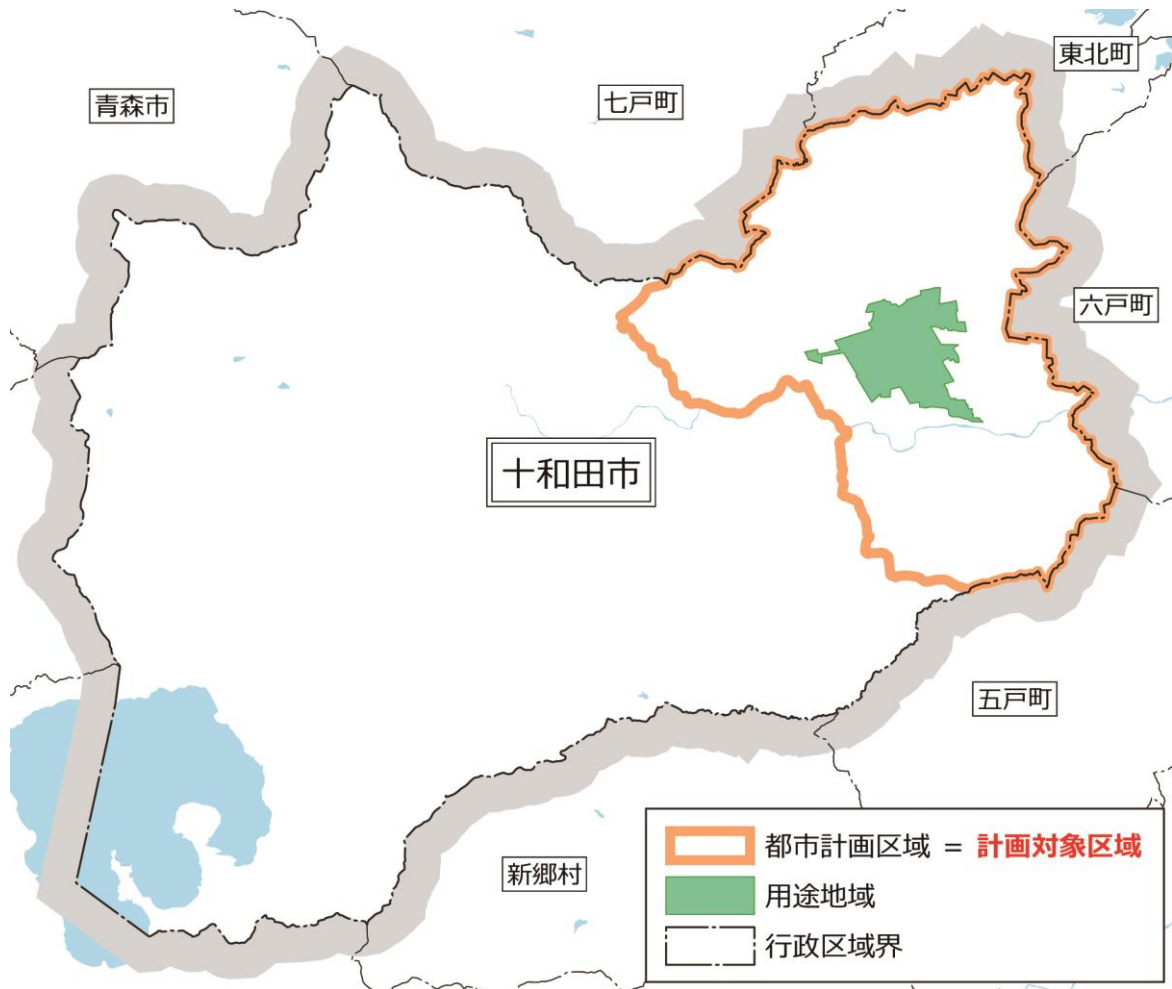 東北町
青森市
七戸町
六戸町
十和田市
五戸町
新郷村
都市計画区域 = 計画対象区域
用途地域
行政区域界